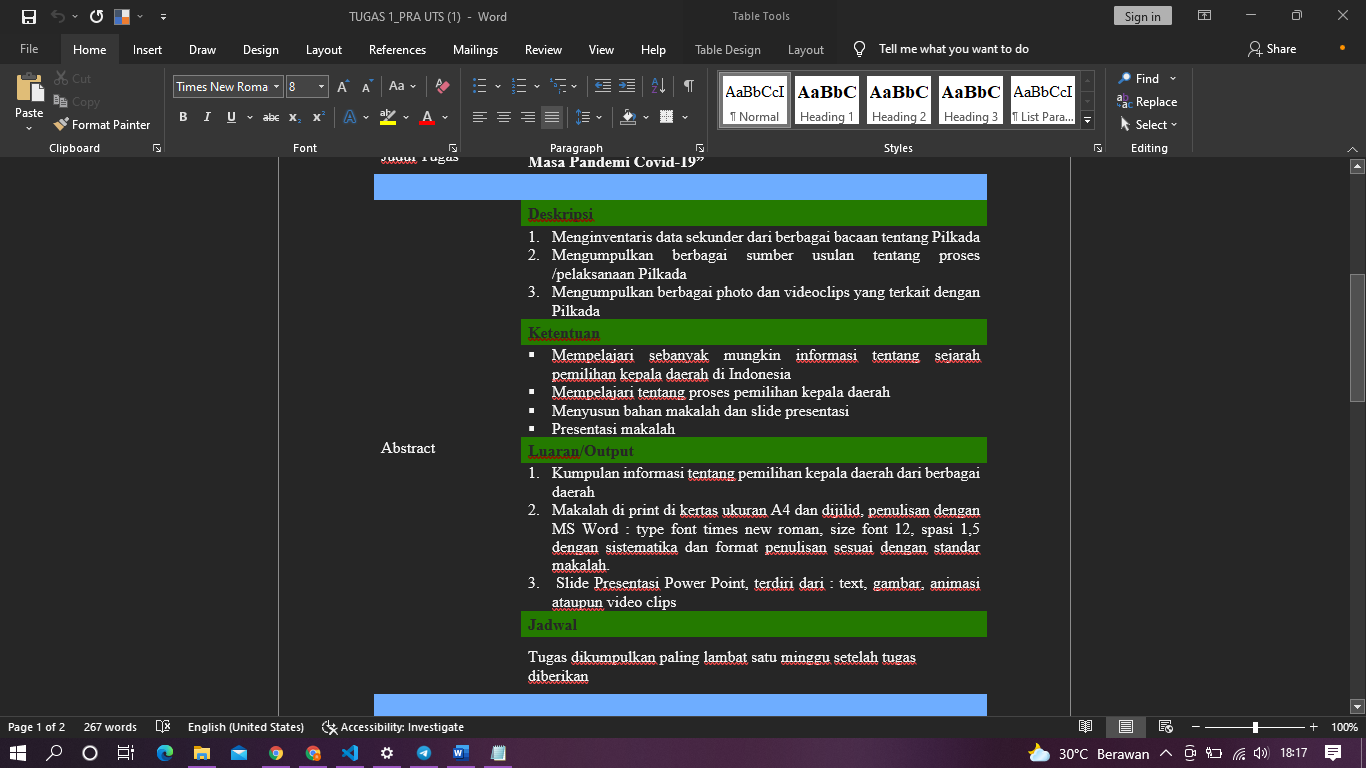 TUGAS 1_PRA UTS (1) - Word
Table Tools
Sign in
File
Home
Insert
Draw
Design
Layout
References
Mailings
Review
View
Help
Table Design
Layout
Tell me what you want to do
Share
Paste
Cut
Copy
Format Painter
Clipboard
Times New Roma
8
Aa
B I U abc x₂ x²
Font
Paragraph
AaBbCcI
¶ Normal
AaBbC
Heading 1
AaBbC
Heading 2
AaBbC
Heading 3
AaBbCcI
¶ List Para...
Styles
Find
Replace
Select
Editing
Judul Tugas
Masa Pandemi Covid-19”
Abstract
Deskripsi
1. Menginventaris data sekunder dari berbagai bacaan tentang Pilkada
2. Mengumpulkan berbagai sumber usulan tentang proses
/pelaksanaan Pilkada
3. Mengumpulkan berbagai photo dan videoclips yang terkait dengan
Pilkada
Ketentuan
▪ Mempelajari sebanyak mungkin informasi tentang sejarah
pemilihan kepala daerah di Indonesia
▪ Mempelajari tentang proses pemilihan kepala daerah
▪ Menyusun bahan makalah dan slide presentasi
▪ Presentasi makalah
Luaran/Output
1. Kumpulan informasi tentang pemilihan kepala daerah dari berbagai
daerah
2. Makalah di print di kertas ukuran A4 dan dijilid, penulisan dengan
MS Word : type font times new roman, size font 12, spasi 1,5
dengan sistematika dan format penulisan sesuai dengan standar
makalah.
3. Slide Presentasi Power Point, terdiri dari : text, gambar, animasi
ataupun video clips
Jadwal
Tugas dikumpulkan paling lambat satu minggu setelah tugas
diberikan
Page 1 of 2
267 words
English (United States)
Accessibility: Investigate
100%
30°C Berawan
18:17